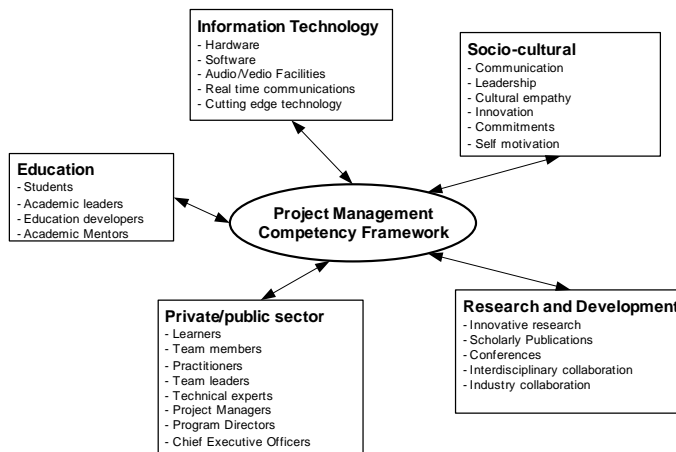 Information Technology
- Hardware
- Software
- Audio/Vedio Facilities
- Real time communications
- Cutting edge technology
Socio-cultural
- Communication
- Leadership
- Cultural empathy
- Innovation
- Commitments
- Self motivation
Education
- Students
- Academic leaders
- Education developers
- Academic Mentors
Project Management
Competency Framework
Private/public sector
- Learners
- Team members
- Practitioners
- Team leaders
- Technical experts
- Project Managers
- Program Directors
- Chief Executive Officers
Research and Development
- Innovative research
- Scholarly Publications
- Conferences
- Interdisciplinary collaboration
- Industry collaboration